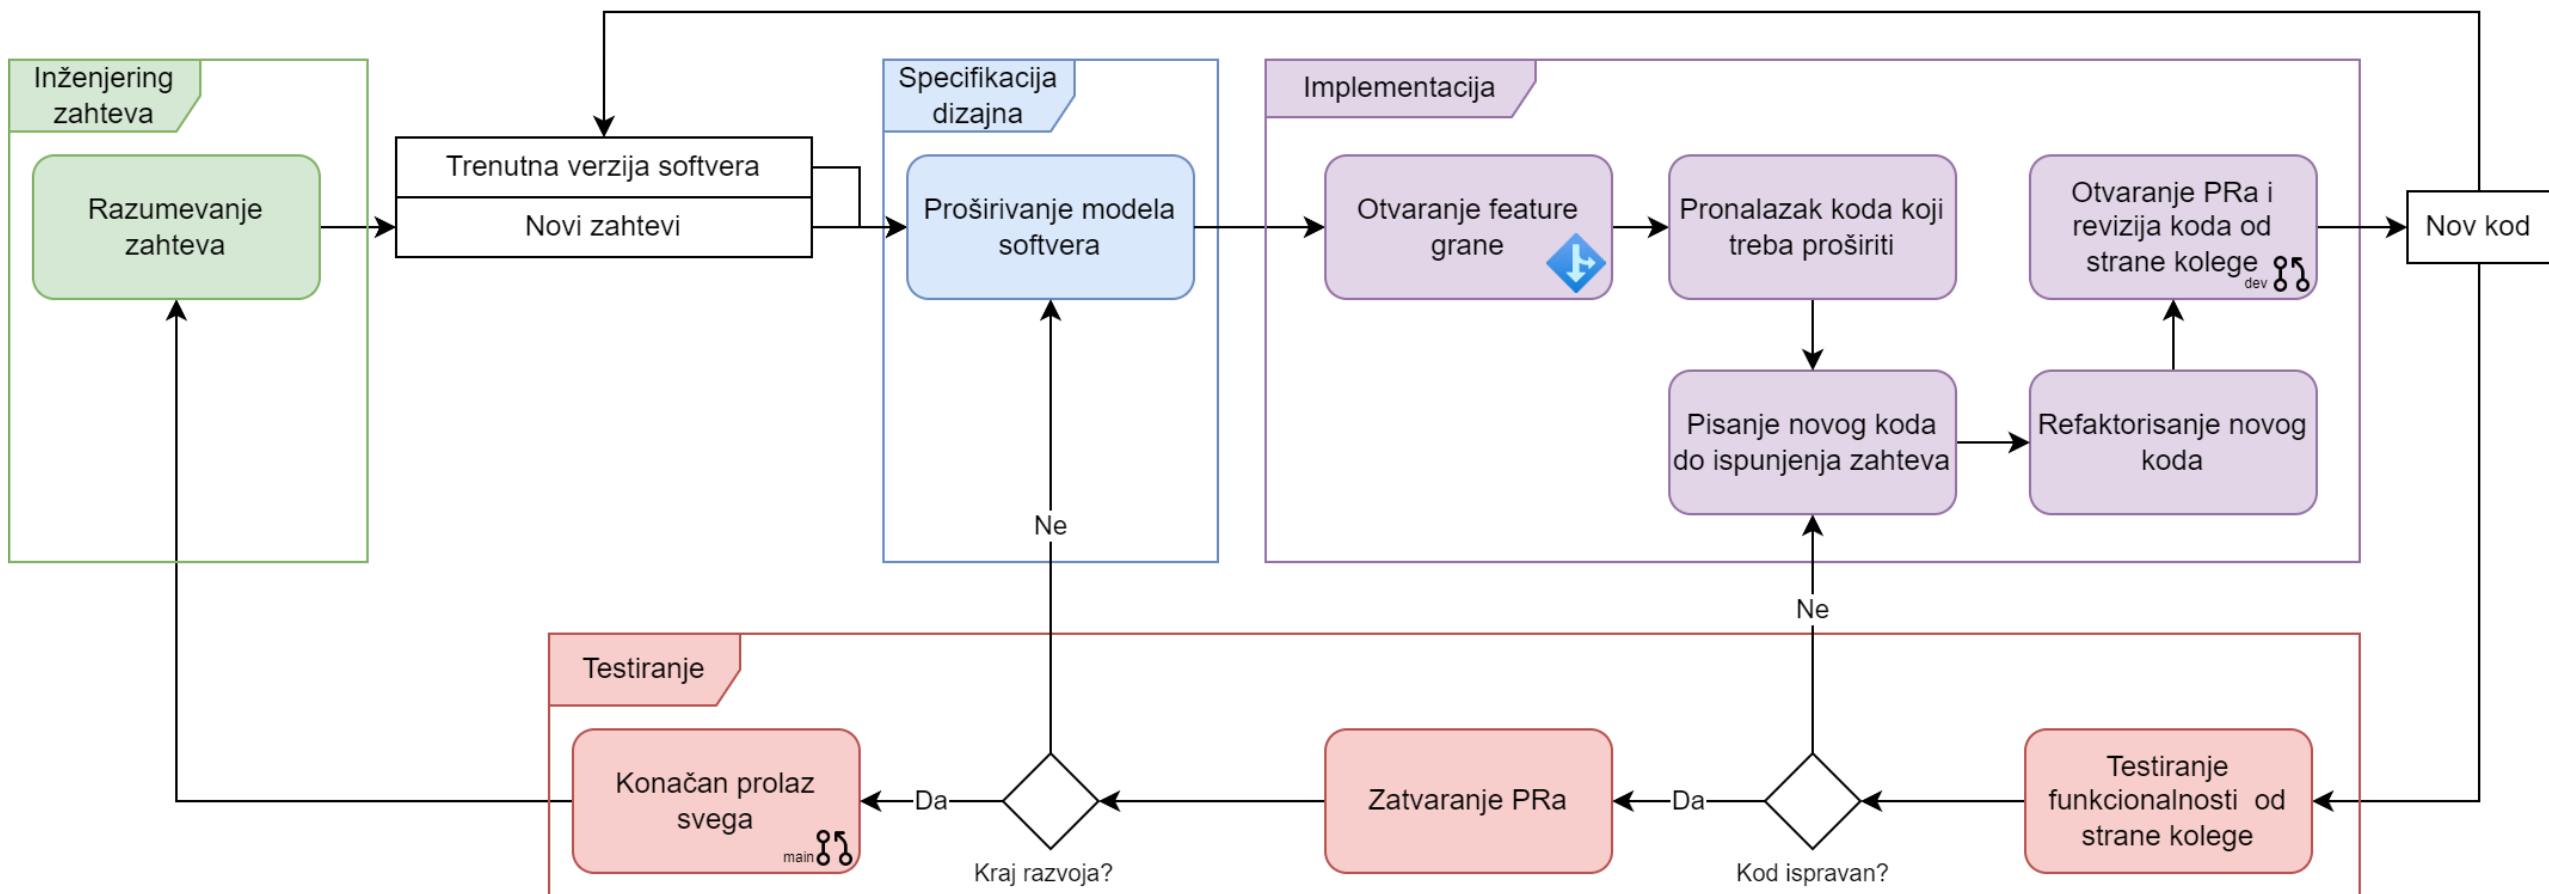 Inženjering
zahteva
Razumevanje
zahteva
Trenutna verzija softvera
Novi zahtevi
Specifikacija
dizajna
Proširivanje modela
softvera
Implementacija
Otvaranje feature
grane
Pronalazak koda koji
treba proširiti
Otvaranje PRa i
revizija koda od
strane kolege
dev
Nov kod
Pisanje novog koda
do ispunjenja zahteva
Refaktorisanje novog
koda
Ne
Ne
Testiranje
Konačan prolaz
svega
main
Da
Kraj razvoja?
Zatvaranje PRa
Da
Kod ispravan?
Testiranje
funkcionalnosti od
strane kolege